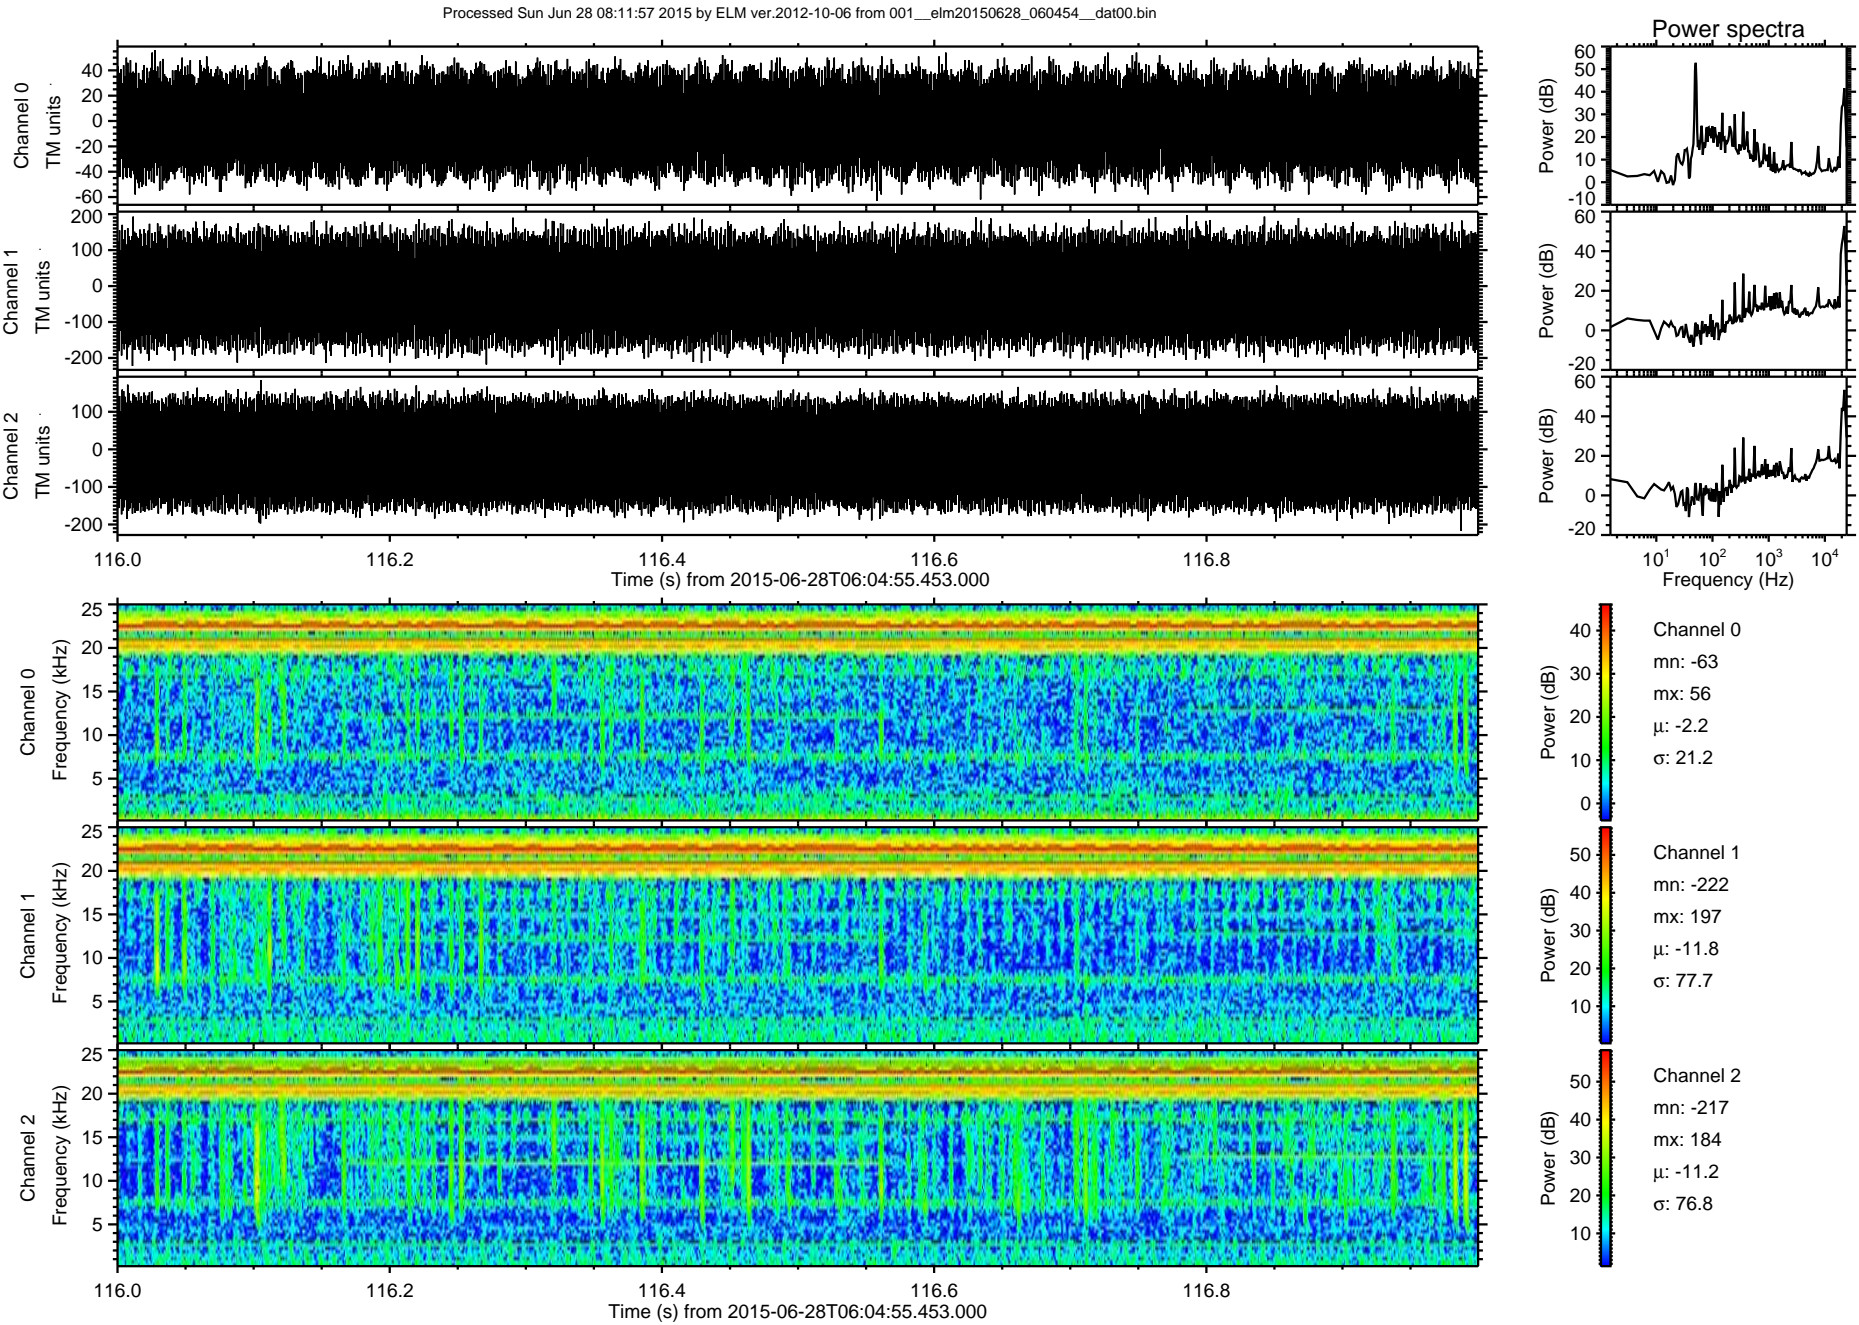 Processed Sun Jun 28 08:11:57 2015 by ELM ver.2012-10-06 from 001__elm20150628_060454__dat00.bin
Power spectra
Channel 0
TM units
40
20
0
-20
-40
-60
Power (dB)
60
50
40
30
20
10
0
-10
Channel 1
TM units
200
100
0
-100
-200
Power (dB)
60
40
20
0
-20
Channel 2
TM units
100
0
-100
-200
Power (dB)
60
40
20
0
-20
116.0 116.2 116.4 116.6 116.8
Time (s) from 2015-06-28T06:04:55.453.000
10^1 10^2 10^3 10^4
Frequency (Hz)
Channel 0
Frequency (kHz)
25
20
15
10
5
Power (dB)
40
30
20
10
0
Channel 0
mn: -63
mx: 56
μ: -2.2
σ: 21.2
Channel 1
Frequency (kHz)
25
20
15
10
5
Power (dB)
50
40
30
20
10
Channel 1
mn: -222
mx: 197
μ: -11.8
σ: 77.7
Channel 2
Frequency (kHz)
25
20
15
10
5
Power (dB)
50
40
30
20
10
Channel 2
mn: -217
mx: 184
μ: -11.2
σ: 76.8
116.0 116.2 116.4 116.6 116.8
Time (s) from 2015-06-28T06:04:55.453.000